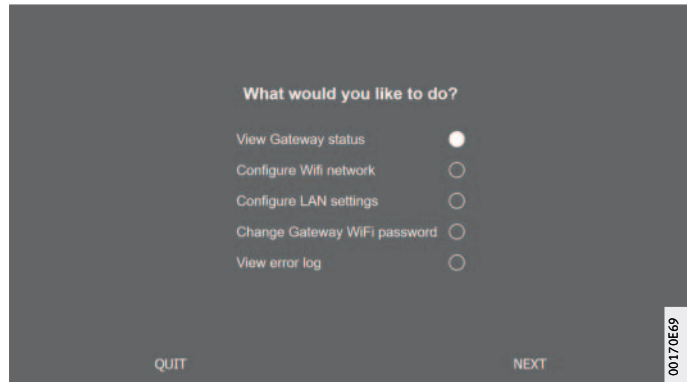 What would you like to do?
View Gateway status
Configure Wifi network
Configure LAN settings
Change Gateway WiFi password
View error log
QUIT NEXT
00170E69